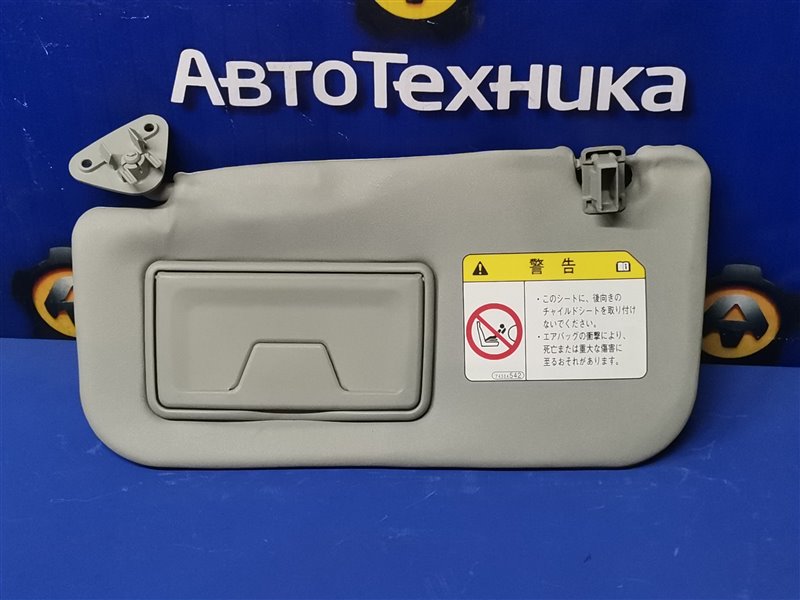 АвтоТехника
警告
・このシートに、後向きの
チャイルドシートを取り付け
ないでください。
・エアバッグの衝撃により、
死亡または重大な傷害に
至るおそれがあります。